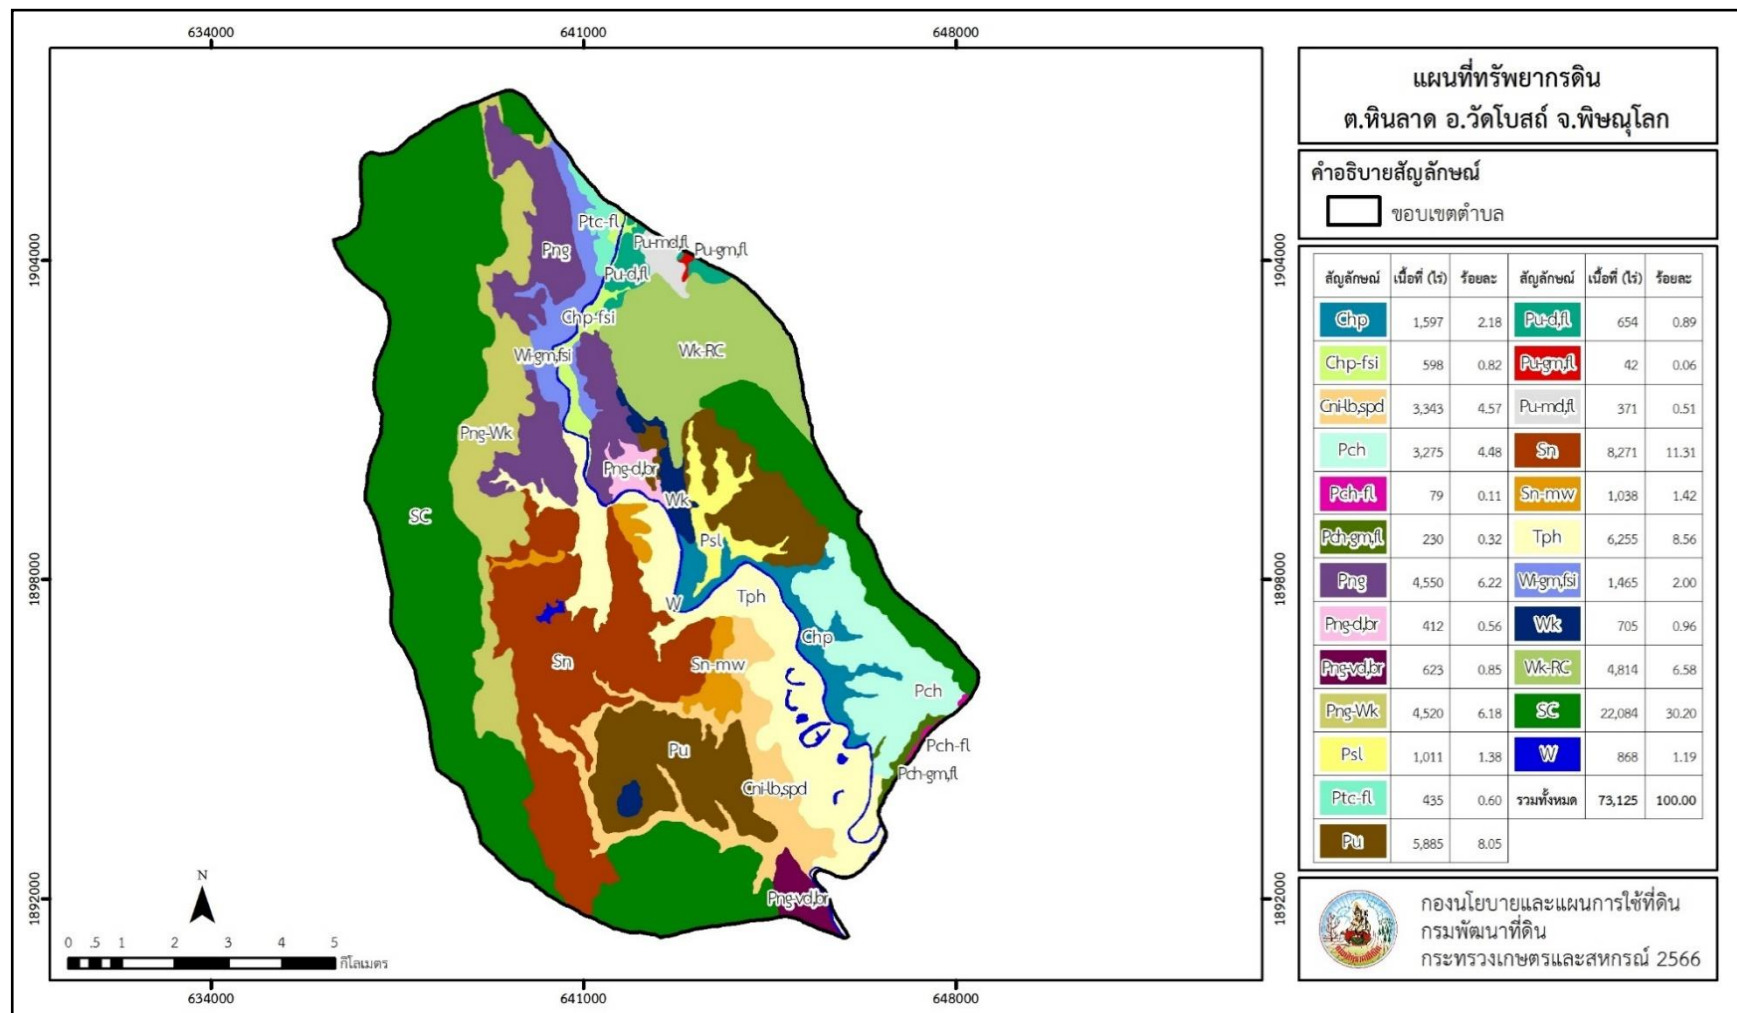 634000
641000
648000
634000
641000
648000
1904000
1898000
1892000
1904000
1898000
1892000
Ptc-fl
Pu-md,fl
Pu-gm,fl
Png
Pu-d,fl
Chp-fsi
Wi-gm,fsi
Wk-RC
Png-Wk
Png-d,br
Wk
SC
Psl
W
Tph
Chp
Sn
Sn-mw
Pch
Pu
Pch-fl
Pch-gm,fl
Cni-lb,spd
Png-vd,br
N
0 .5 1 2 3 4 5
กิโลเมตร
แผนที่ทรัพยากรดิน
ต.หินลาด อ.วัดโบสถ์ จ.พิษณุโลก
คำอธิบายสัญลักษณ์
ขอบเขตตำบล
สัญลักษณ์ เนื้อที่ (ไร่) ร้อยละ สัญลักษณ์ เนื้อที่ (ไร่) ร้อยละ
Chp 1,597 2.18 Pu-d,fl 654 0.89
Chp-fsi 598 0.82 Pu-gm,fl 42 0.06
Cni-lb,spd 3,343 4.57 Pu-md,fl 371 0.51
Pch 3,275 4.48 Sn 8,271 11.31
Pch-fl 79 0.11 Sn-mw 1,038 1.42
Pch-gm,fl 230 0.32 Tph 6,255 8.56
Png 4,550 6.22 Wi-gm,fsi 1,465 2.00
Png-d,br 412 0.56 Wk 705 0.96
Png-vd,br 623 0.85 Wk-RC 4,814 6.58
Png-Wk 4,520 6.18 SC 22,084 30.20
Psl 1,011 1.38 W 868 1.19
Ptc-fl 435 0.60 รวมทั้งหมด 73,125 100.00
Pu 5,885 8.05
กองนโยบายและแผนการใช้ที่ดิน
กรมพัฒนาที่ดิน
กระทรวงเกษตรและสหกรณ์ 2566